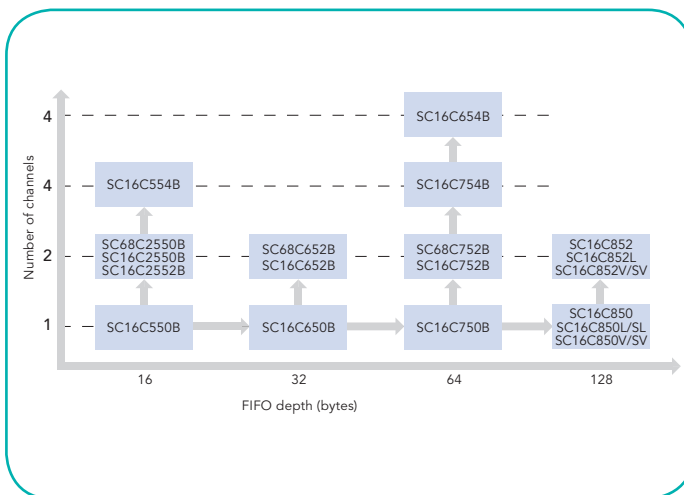 Number of channels
4
SC16C654B
4
SC16C554B
SC16C754B
2
SC68C2550B
SC16C2550B
SC16C2552B
SC68C652B
SC16C652B
SC68C752B
SC16C752B
SC16C852
SC16C852L
SC16C852V/SV
1
SC16C550B
SC16C650B
SC16C750B
SC16C850
SC16C850L/SL
SC16C850V/SV
16
32
64
128
FIFO depth (bytes)